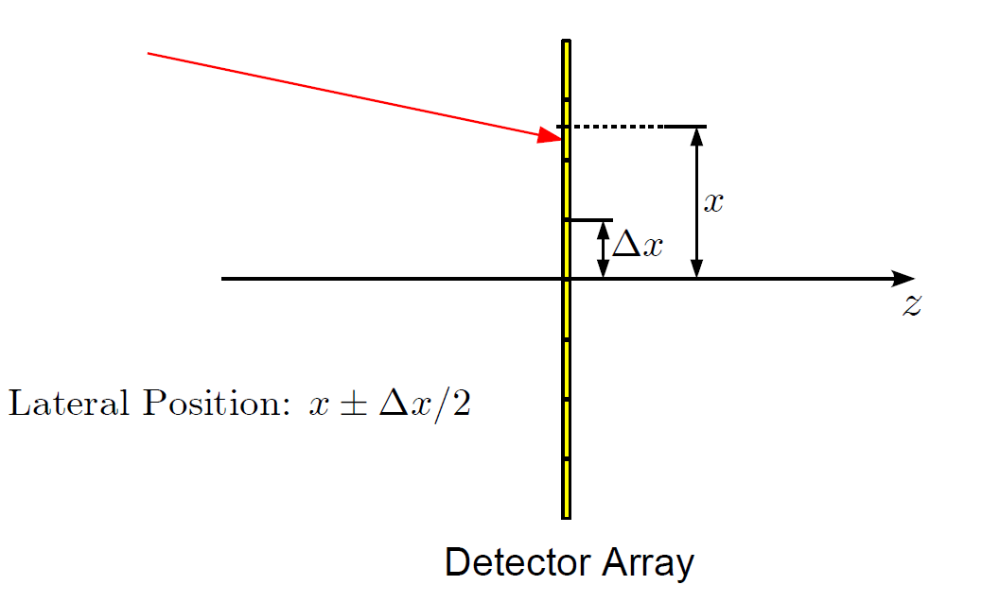 x
Δx
z
Lateral Position: x ± Δx/2
Detector Array